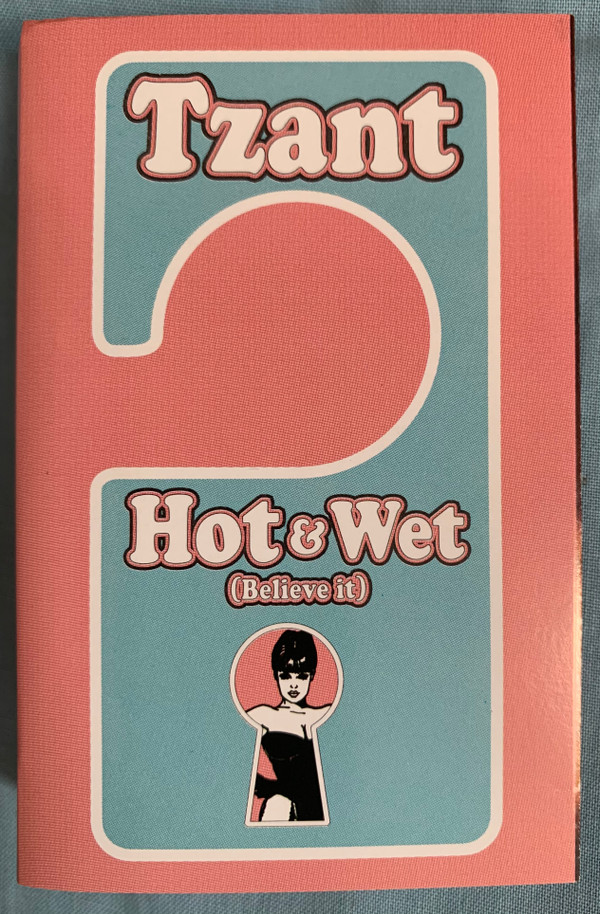 Tzant
Hot & Wet
(Believe it)